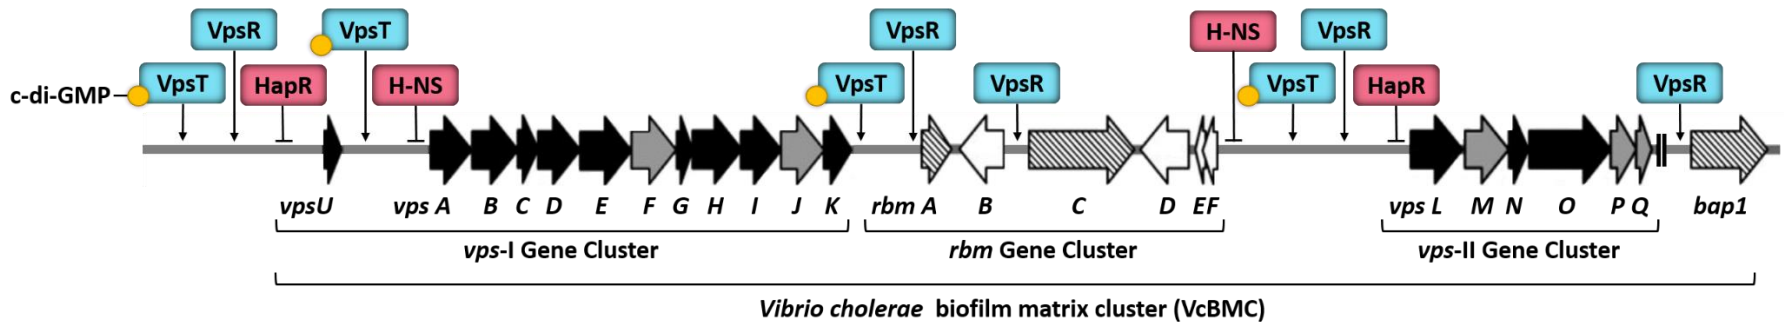 VpsR VpsT VpsR H-NS VpsR
c-di-GMP VpsT HapR H-NS VpsT VpsR VpsT HapR VpsR
vpsU vps A B C D E F G H I J K rbm A B C D E F vps L M N O P Q bap1
vps-I Gene Cluster rbm Gene Cluster vps-II Gene Cluster
Vibrio cholerae biofilm matrix cluster (VcBMC)